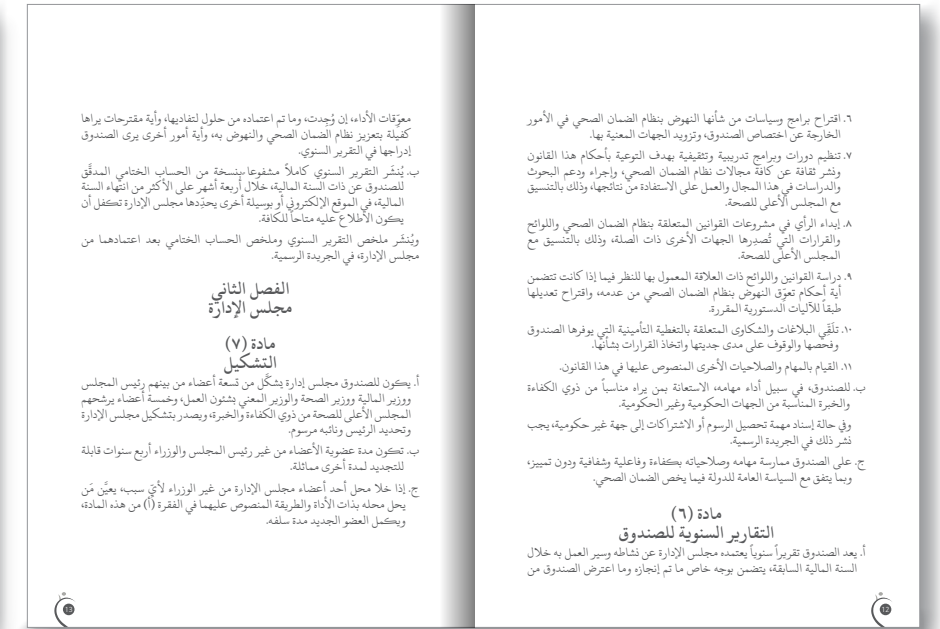 ٦. اقتراح برامج وسياسات من شأنها النهوض بنظام الضمان الصحي في الأمور
الخارجة عن اختصاص الصندوق، وتزويد الجهات المعنية بها.
٧. تنظيم دورات وبرامج تدريبية وتثقيفية بهدف التوعية بأحكام هذا القانون
ونشر ثقافة عن كافة مجالات نظام الضمان الصحي، وإجراء ودعم البحوث
والدراسات في هذا المجال والعمل على الاستفادة من نتائجها، وذلك بالتنسيق
مع المجلس الأعلى للصحة.
٨. إبداء الرأي في مشروعات القوانين المتعلقة بنظام الضمان الصحي واللوائح
والقرارات التي تُصدِرها الجهات الأخرى ذات الصلة، وذلك بالتنسيق مع
المجلس الأعلى للصحة.
٩. دراسة القوانين واللوائح ذات العلاقة المعمول بها للنظر فيما إذا كانت تتضمن
أية أحكام تعوّق النهوض بنظام الضمان الصحي من عدمه، واقتراح تعديلها
طبقاً للآليات الدستورية المقررة.
١٠. تلَقّي البلاغات والشكاوى المتعلقة بالتغطية التأمينية التي يوفرها الصندوق
وفحصها والوقوف على مدى جديتها واتخاذ القرارات بشأنها.
١١. القيام بالمهام والصلاحيات الأخرى المنصوص عليها في هذا القانون.
ب. للصندوق، في سبيل أداء مهامه، الاستعانة بمن يراه مناسباً من ذوي الكفاءة
والخبرة المناسبة من الجهات الحكومية وغير الحكومية.
وفي حالة إسناد مهمة تحصيل الرسوم أو الاشتراكات إلى جهة غير حكومية، يجب
نشر ذلك في الجريدة الرسمية.
ج. على الصندوق ممارسة مهامه وصلاحياته بكفاءة وفاعلية وشفافية ودون تمييز،
وبما يتفق مع السياسة العامة للدولة فيما يخص الضمان الصحي.
مادة (٦)
التقارير السنوية للصندوق
أ. يعد الصندوق تقريراً سنوياً يعتمده مجلس الإدارة عن نشاطه وسير العمل به خلال
السنة المالية السابقة، يتضمن بوجه خاص ما تم إنجازه وما اعترض الصندوق من
12
معوّقات الأداء، إن وُجِدت، وما تم اعتماده من حلول لتفاديها، وأية مقترحات يراها
كفيلة بتعزيز نظام الضمان الصحي والنهوض به، وأية أمور أخرى يرى الصندوق
إدراجها في التقرير السنوي.
ب. يُنشَر التقرير السنوي كاملاً مشفوعا بنسخة من الحساب الختامي المدقَّق
للصندوق عن ذات السنة المالية، خلال أربعة أشهر على الأكثر من انتهاء السنة
المالية، في الموقع الإلكتروني أو بوسيلة أخرى يحدّدها مجلس الإدارة تكفل أن
يكون الاطلاع عليه متاحاً للكافة.
ويُنشَر ملخص التقرير السنوي وملخص الحساب الختامي بعد اعتمادهما من
مجلس الإدارة، في الجريدة الرسمية.
الفصل الثاني
مجلس الإدارة
مادة (٧)
التشكيل
أ. يكون للصندوق مجلس إدارة يشكَّل من تسعة أعضاء من بينهم رئيس المجلس
ووزير المالية ووزير الصحة والوزير المعني بشئون العمل، وخمسة أعضاء يرشحهم
المجلس الأعلى للصحة من ذوي الكفاءة والخبرة، ويصدر بتشكيل مجلس الإدارة
وتحديد الرئيس ونائبه مرسوم.
ب. تكون مدة عضوية الأعضاء من غير رئيس المجلس والوزراء أربع سنوات قابلة
للتجديد لمدة أخرى مماثلة.
ج. إذا خلا محل أحد أعضاء مجلس الإدارة من غير الوزراء لأيّ سبب، يعيَّن مَن
يحل محله بذات الأداة والطريقة المنصوص عليهما في الفقرة (أ) من هذه المادة،
ويكمل العضو الجديد مدة سلفه.
13